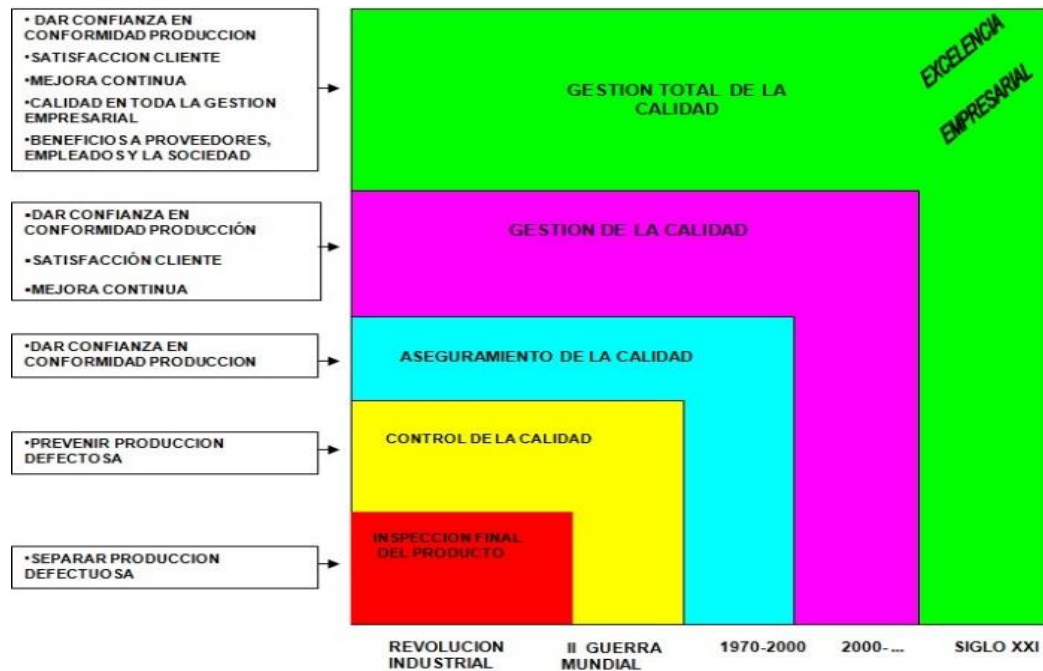 • DAR CONFIANZA EN
CONFORMIDAD PRODUCCION
•SATISFACCION CLIENTE
•MEJORA CONTINUA
•CALIDAD EN TODA LA GESTION
EMPRESARIAL
•BENEFICIOS A PROVEEDORES,
EMPLEADOS Y LA SOCIEDAD
GESTION TOTAL DE LA
CALIDAD
EXCELENCIA
EMPRESARIAL
•DAR CONFIANZA EN
CONFORMIDAD PRODUCCIÓN
•SATISFACCIÓN CLIENTE
•MEJORA CONTINUA
GESTION DE LA CALIDAD
•DAR CONFIANZA EN
CONFORMIDAD PRODUCCION
ASEGURAMIENTO DE LA CALIDAD
•PREVENIR PRODUCCION
DEFECTOSA
CONTROL DE LA CALIDAD
•SEPARAR PRODUCCION
DEFECTUOSA
INSPECCION FINAL
DEL PRODUCTO
REVOLUCION
INDUSTRIAL
II GUERRA
MUNDIAL
1970-2000
2000-...
SIGLO XXI